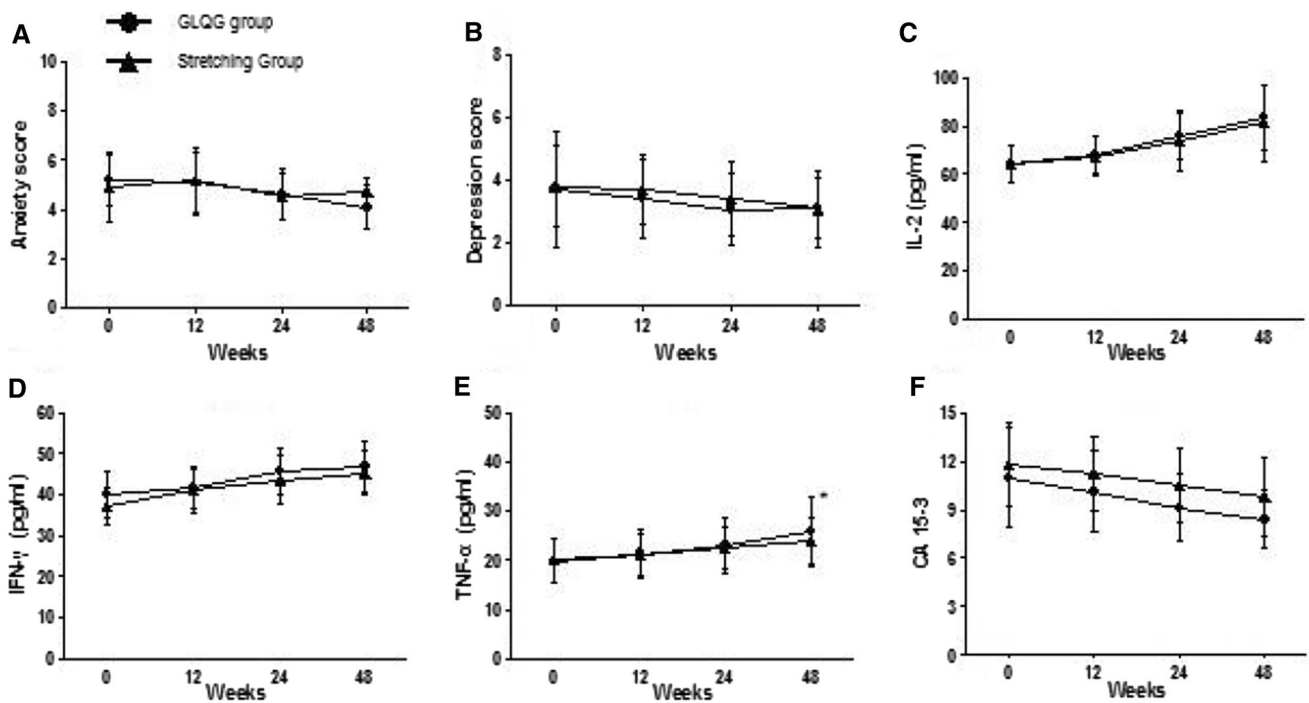 A
GLQG group
Stretching Group
10
8
6
4
2
0
Anxiety score
0 12 24 48
Weeks
B
8
6
4
2
0
Depression score
0 12 24 48
Weeks
C
100
80
60
40
20
0
IL-2 (pg/ml)
0 12 24 48
Weeks
D
60
50
40
30
20
10
0
IFN-γ (pg/ml)
0 12 24 48
Weeks
E
50
40
30
20
10
0
TNF-α (pg/ml)
*
0 12 24 48
Weeks
F
15
12
9
6
3
0
CA 15-3
0 12 24 48
Weeks